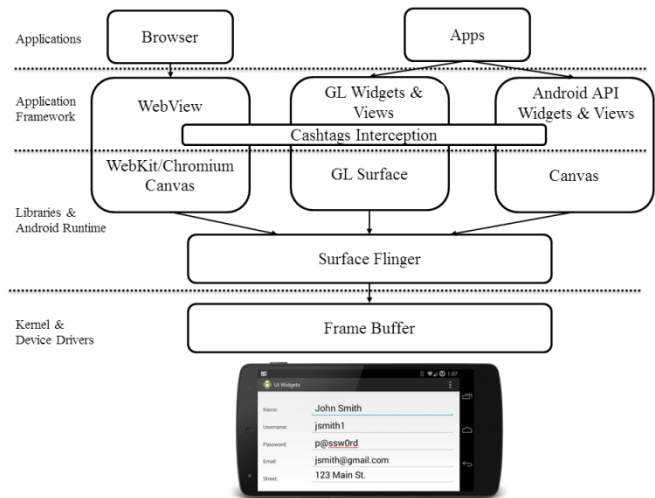 Applications
Browser
Apps
Application
Framework
WebView
GL Widgets &
Views
Android API
Widgets & Views
Cashtags Interception
WebKit/Chromium
Canvas
GL Surface
Canvas
Libraries &
Android Runtime
Surface Flinger
Kernel &
Device Drivers
Frame Buffer
1:07
UI Widgets
Name:
John Smith
Username:
jsmith1
Password:
p@ssw0rd
Email:
jsmith@gmail.com
Street:
123 Main St.